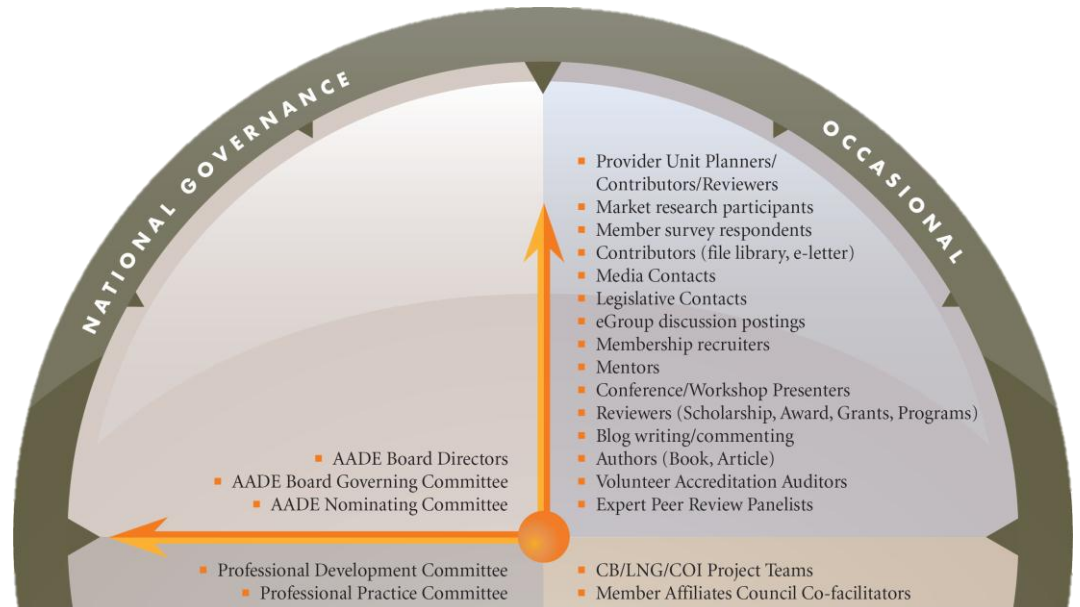 NATIONAL GOVERNANCE
OCCASIONAL
▪ Provider Unit Planners/
Contributors/Reviewers
▪ Market research participants
▪ Member survey respondents
▪ Contributors (file library, e-letter)
▪ Media Contacts
▪ Legislative Contacts
▪ eGroup discussion postings
▪ Membership recruiters
▪ Mentors
▪ Conference/Workshop Presenters
▪ Reviewers (Scholarship, Award, Grants, Programs)
▪ Blog writing/commenting
▪ Authors (Book, Article)
▪ Volunteer Accreditation Auditors
▪ Expert Peer Review Panelists
▪ AADE Board Directors
▪ AADE Board Governing Committee
▪ AADE Nominating Committee
▪ Professional Development Committee
▪ Professional Practice Committee
▪ CB/LNG/COI Project Teams
▪ Member Affiliates Council Co-facilitators